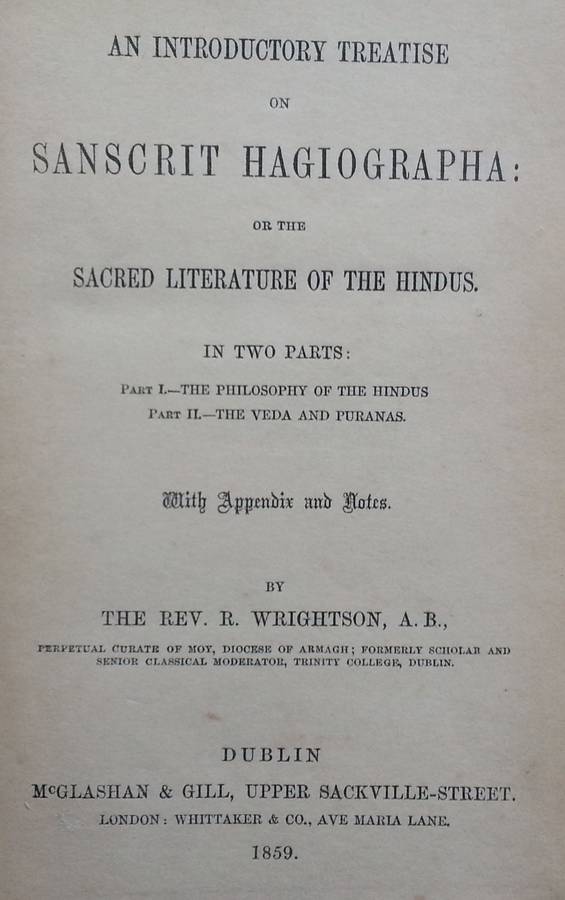 AN INTRODUCTORY TREATISE
ON
SANSCRIT HAGIOGRAPHA:
OR THE
SACRED LITERATURE OF THE HINDUS.
IN TWO PARTS:
PART I.—THE PHILOSOPHY OF THE HINDUS
PART II.—THE VEDA AND PURANAS.
With Appendix and Notes.
BY
THE REV. R. WRIGHTSON, A.B.,
PERPETUAL CURATE OF MOY, DIOCESE OF ARMAGH; FORMERLY SCHOLAR AND
SENIOR CLASSICAL MODERATOR, TRINITY COLLEGE, DUBLIN.
DUBLIN
McGLASHAN & GILL, UPPER SACKVILLE-STREET.
LONDON: WHITTAKER & CO., AVE MARIA LANE.
1859.